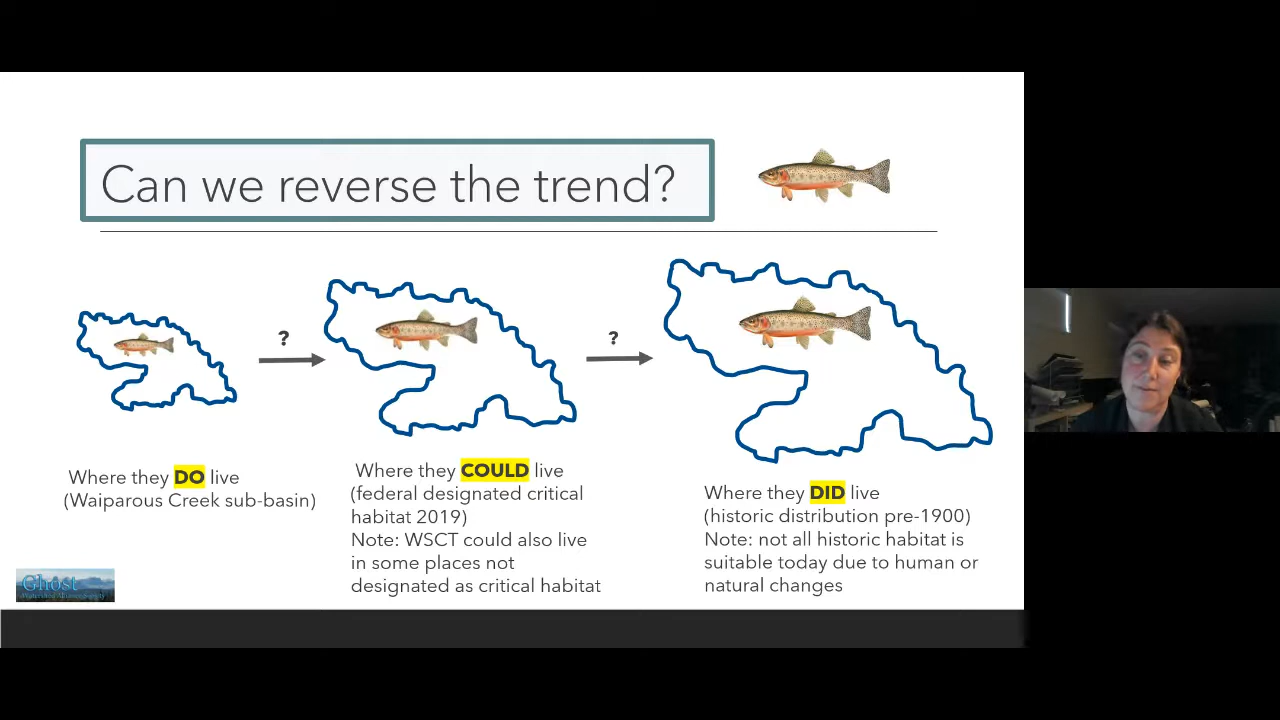 Can we reverse the trend?
?
?
Where they DO live
(Waiparous Creek sub-basin)
Where they COULD live
(federal designated critical
habitat 2019)
Note: WSCT could also live
in some places not
designated as critical habitat
Where they DID live
(historic distribution pre-1900)
Note: not all historic habitat is
suitable today due to human or
natural changes
Ghost
Watershed Alliance Society